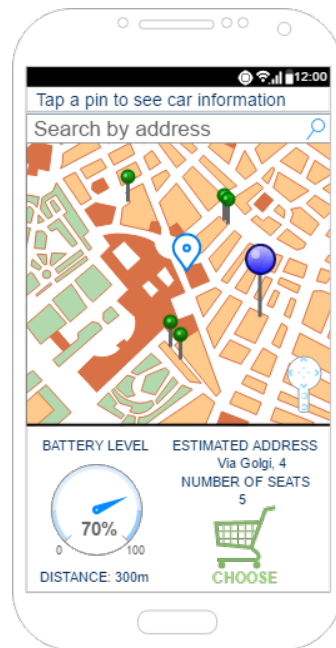 12:00
Tap a pin to see car information
Search by address
BATTERY LEVEL
70%
0
100
DISTANCE: 300m
ESTIMATED ADDRESS
Via Golgi, 4
NUMBER OF SEATS
5
CHOOSE